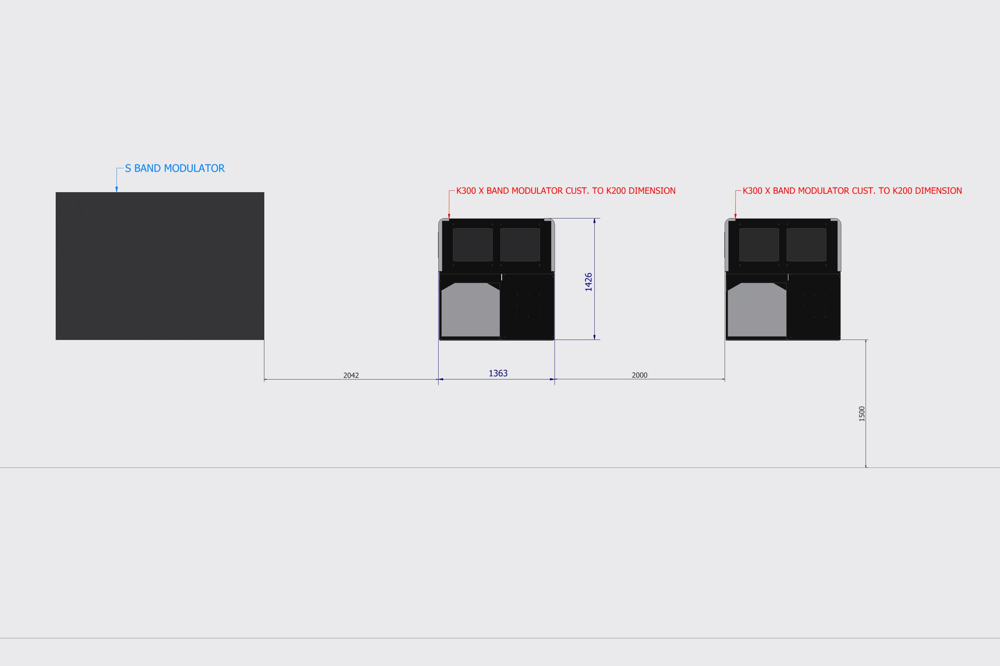 S BAND MODULATOR
K300 X BAND MODULATOR CUST. TO K200 DIMENSION
K300 X BAND MODULATOR CUST. TO K200 DIMENSION
1426
2042
1363
2000
1500